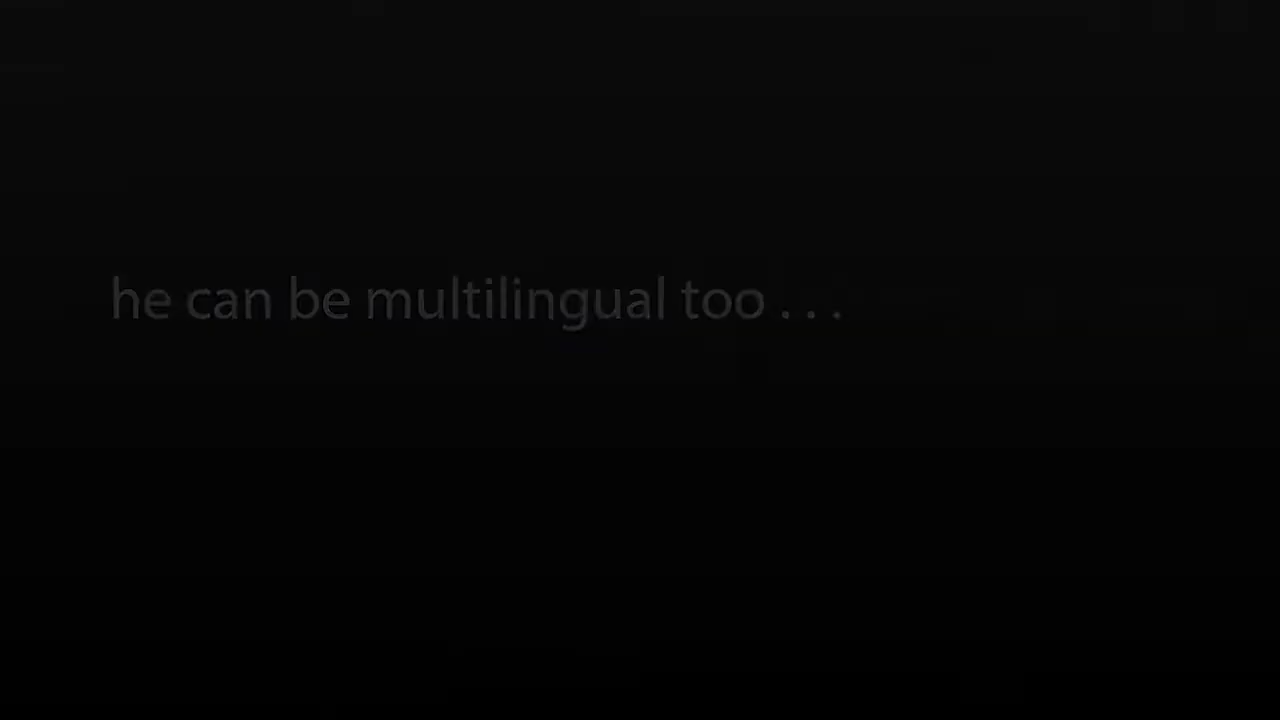 he can be multilingual too . . .